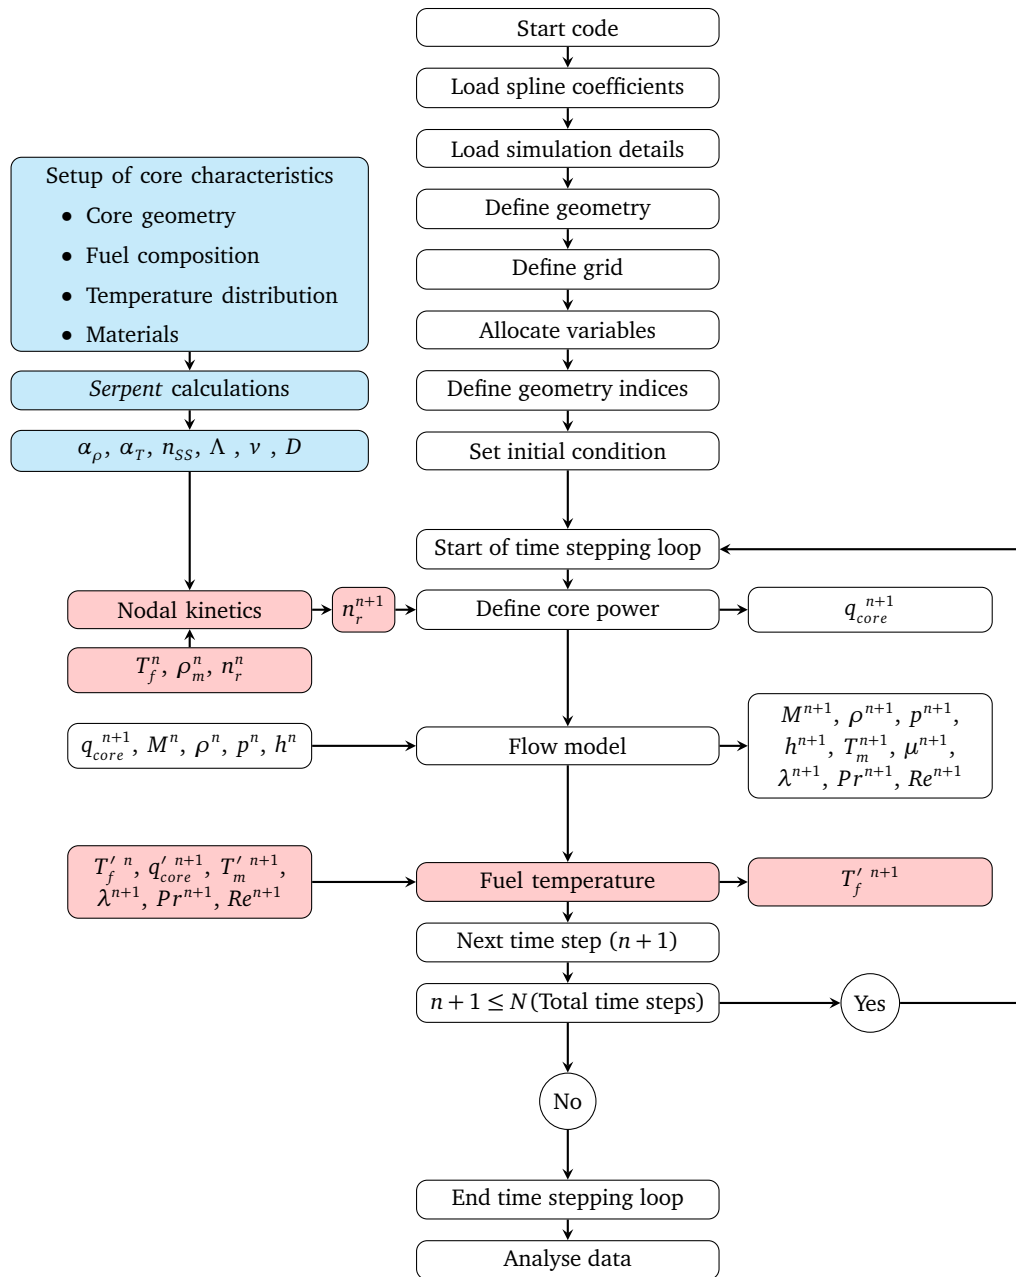 Start code
Load spline coefficients
Load simulation details
Setup of core characteristics
• Core geometry
• Fuel composition
• Temperature distribution
• Materials
Define geometry
Define grid
Allocate variables
Serpent calculations
Define geometry indices
α_ρ, α_T, n_SS, Λ , ν , D
Set initial condition
Start of time stepping loop
Nodal kinetics
n_r^{n+1}
Define core power
q_{core}^{n+1}
T_f^n, ρ_m^n, n_r^n
q_{core}^{n+1}, M^n, ρ^n, p^n, h^n
Flow model
M^{n+1}, ρ^{n+1}, p^{n+1},
h^{n+1}, T_m^{n+1}, μ^{n+1},
λ^{n+1}, Pr^{n+1}, Re^{n+1}
T′_f^n, q′_{core}^{n+1}, T′_m^{n+1},
λ^{n+1}, Pr^{n+1}, Re^{n+1}
Fuel temperature
T′_f^{n+1}
Next time step (n + 1)
n + 1 ≤ N(Total time steps)
Yes
No
End time stepping loop
Analyse data